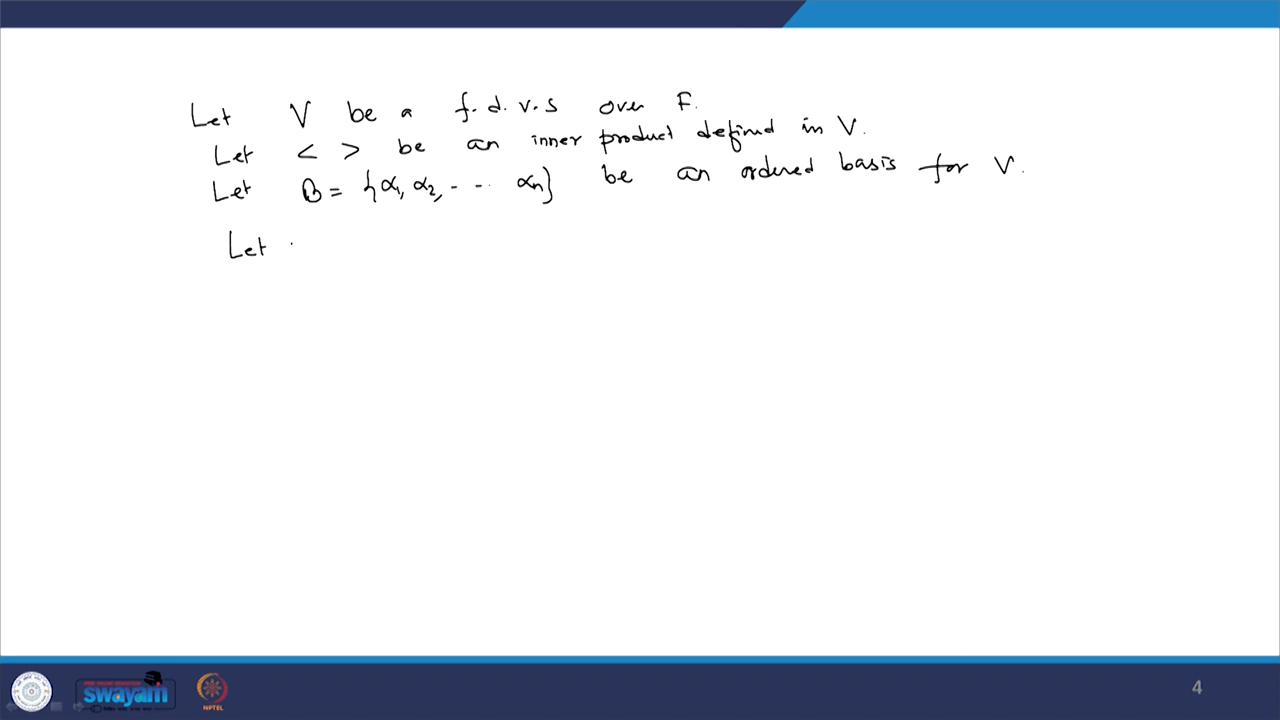 Let V be a f. d. v. s over F.
Let < > be an inner product defined in V.
Let B = {α1, α2, - - .. αn} be an ordered basis for V.
Let .
swayam
NPTEL
4